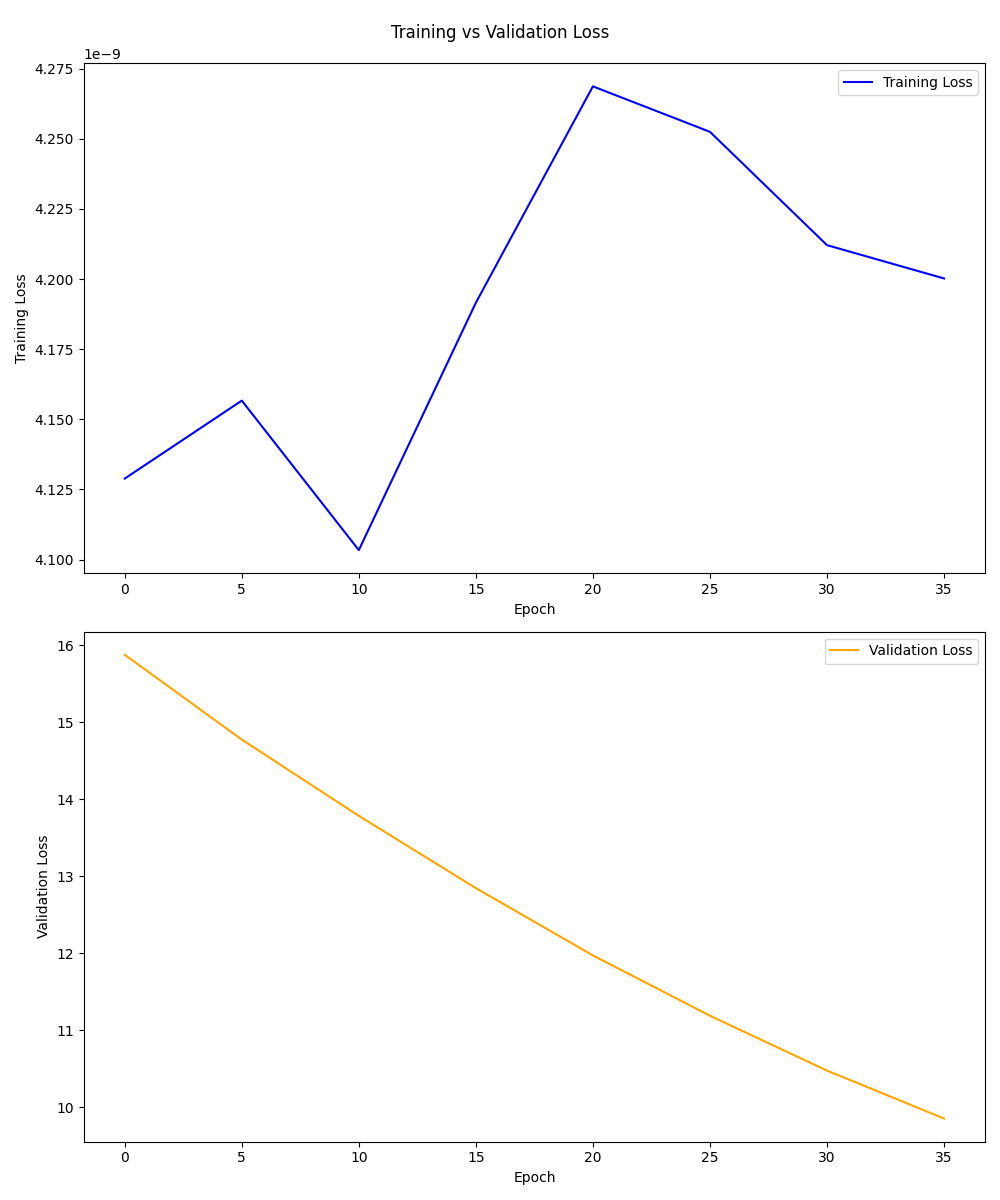 Training vs Validation Loss
1e−9
Training Loss
4.275
4.250
4.225
4.200
4.175
4.150
4.125
4.100
Training Loss
0 5 10 15 20 25 30 35
Epoch
Validation Loss
16
15
14
13
12
11
10
Validation Loss
0 5 10 15 20 25 30 35
Epoch